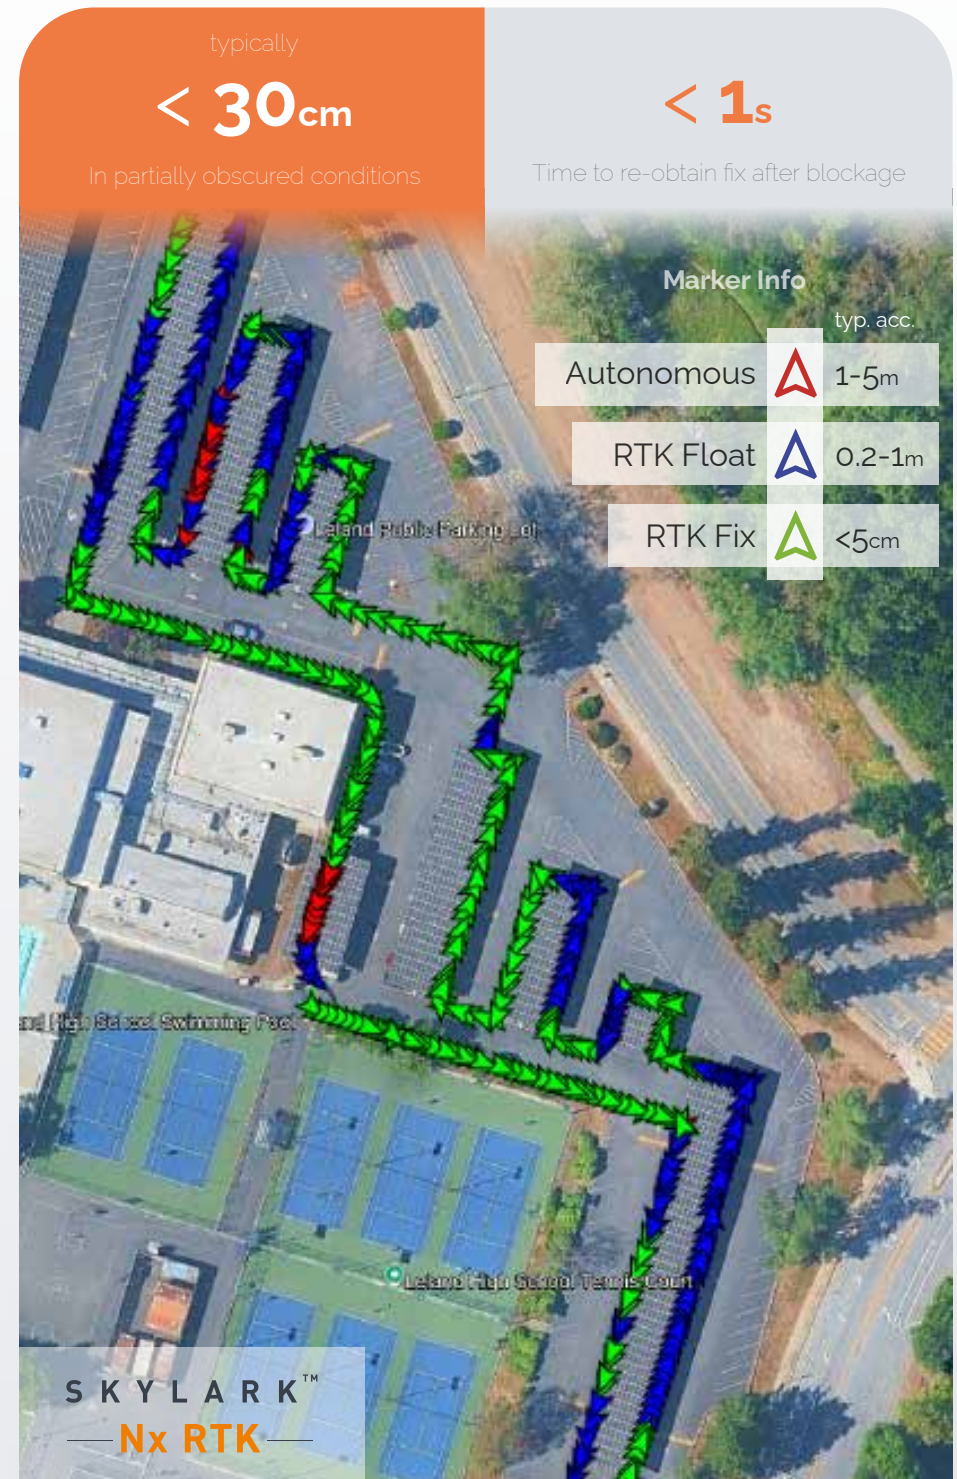 typically
< 30cm
In partially obscured conditions
< 1s
Time to re-obtain fix after blockage
Marker Info
typ. acc.
Autonomous 1-5m
RTK Float 0.2-1m
RTK Fix <5cm
Leland Public Parking Lot
High School Swimming Pool
Leland High School Tennis Court
SKYLARK™
Nx RTK